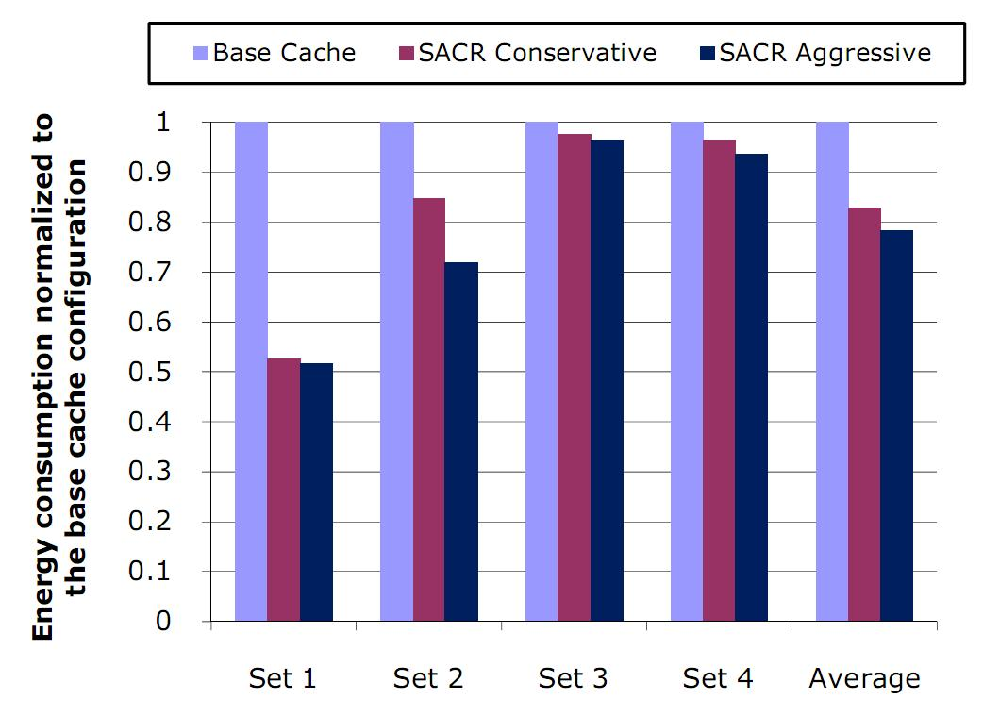 Base Cache SACR Conservative SACR Aggressive
Energy consumption normalized to
the base cache configuration
1
0.9
0.8
0.7
0.6
0.5
0.4
0.3
0.2
0.1
0
Set 1 Set 2 Set 3 Set 4 Average